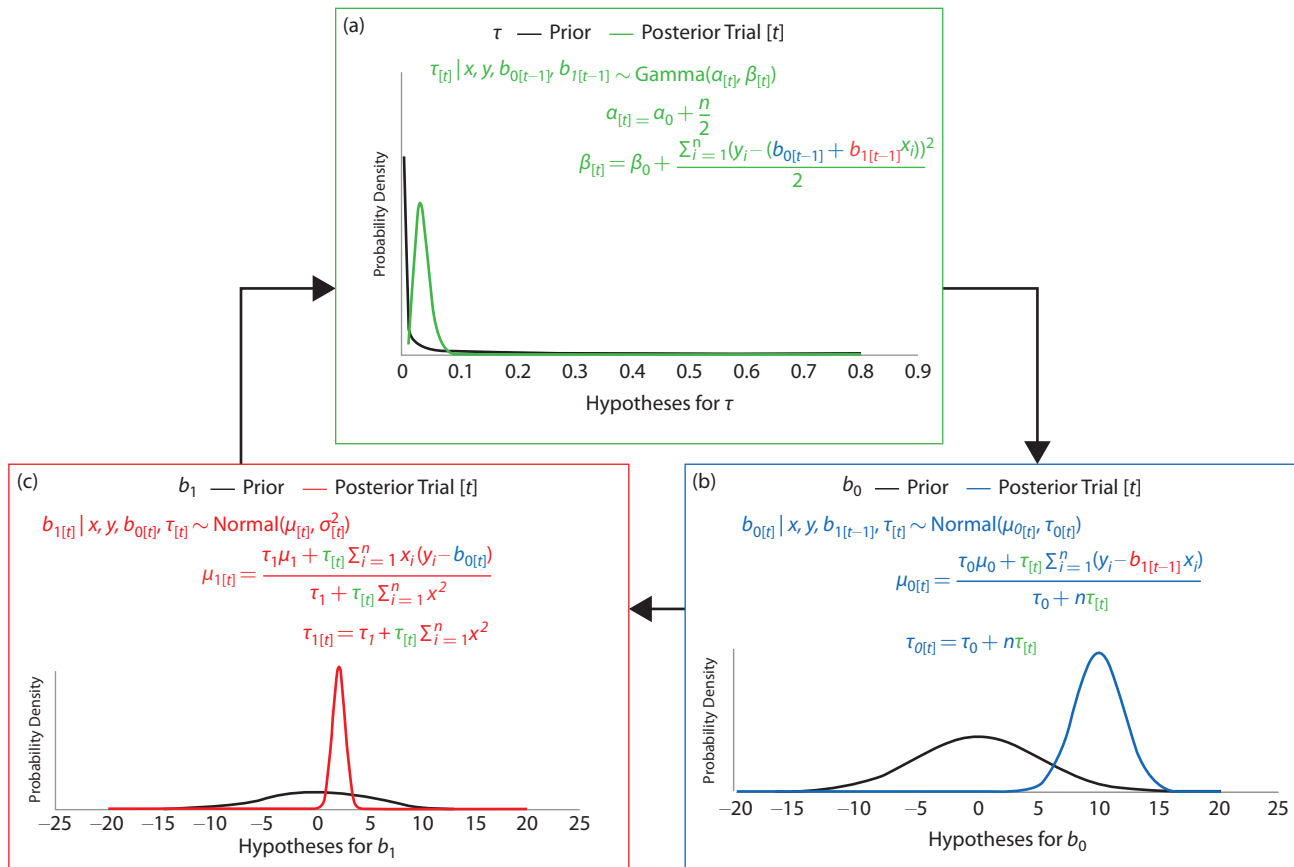 (a)
τ — Prior — Posterior Trial [t]
τ[t] | x, y, b0[t−1], b1[t−1] ∼ Gamma(α[t], β[t])
α[t] = α0 + n/2
β[t] = β0 + Σⁿi = 1 (yi − (b0[t−1] + b1[t−1]xi))² / 2
Probability Density
0 0.1 0.2 0.3 0.4 0.5 0.6 0.7 0.8 0.9
Hypotheses for τ
(c)
b1 — Prior — Posterior Trial [t]
b1[t] | x, y, b0[t], τ[t] ∼ Normal(μ[t], σ²[t])
μ1[t] = τ1μ1 + τ[t] Σⁿi = 1 xi (yi − b0[t]) / τ1 + τ[t] Σⁿi = 1 x²
τ1[t] = τ1 + τ[t] Σⁿi = 1 x²
Probability Density
−25 −20 −15 −10 −5 0 5 10 15 20 25
Hypotheses for b1
(b)
b0 — Prior — Posterior Trial [t]
b0[t] | x, y, b1[t−1], τ[t] ∼ Normal(μ0[t], τ0[t])
μ0[t] = τ0μ0 + τ[t] Σⁿi = 1 (yi − b1[t−1] xi) / τ0 + nτ[t]
τ0[t] = τ0 + nτ[t]
Probability Density
−20 −15 −10 −5 0 5 10 15 20 25
Hypotheses for b0